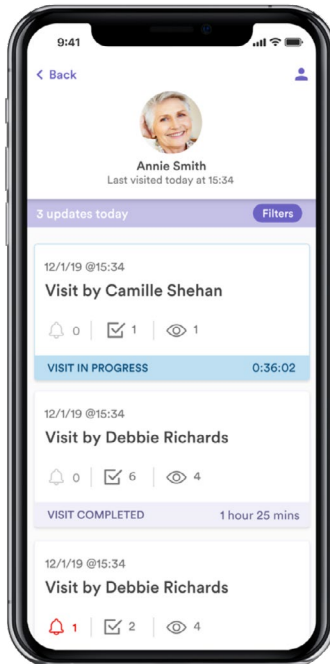 9:41
Back
Annie Smith
Last visited today at 15:34
3 updates today Filters
12/1/19 @15:34
Visit by Camille Shehan
0 1 1
VISIT IN PROGRESS 0:36:02
12/1/19 @15:34
Visit by Debbie Richards
0 6 4
VISIT COMPLETED 1 hour 25 mins
12/1/19 @15:34
Visit by Debbie Richards
1 2 4